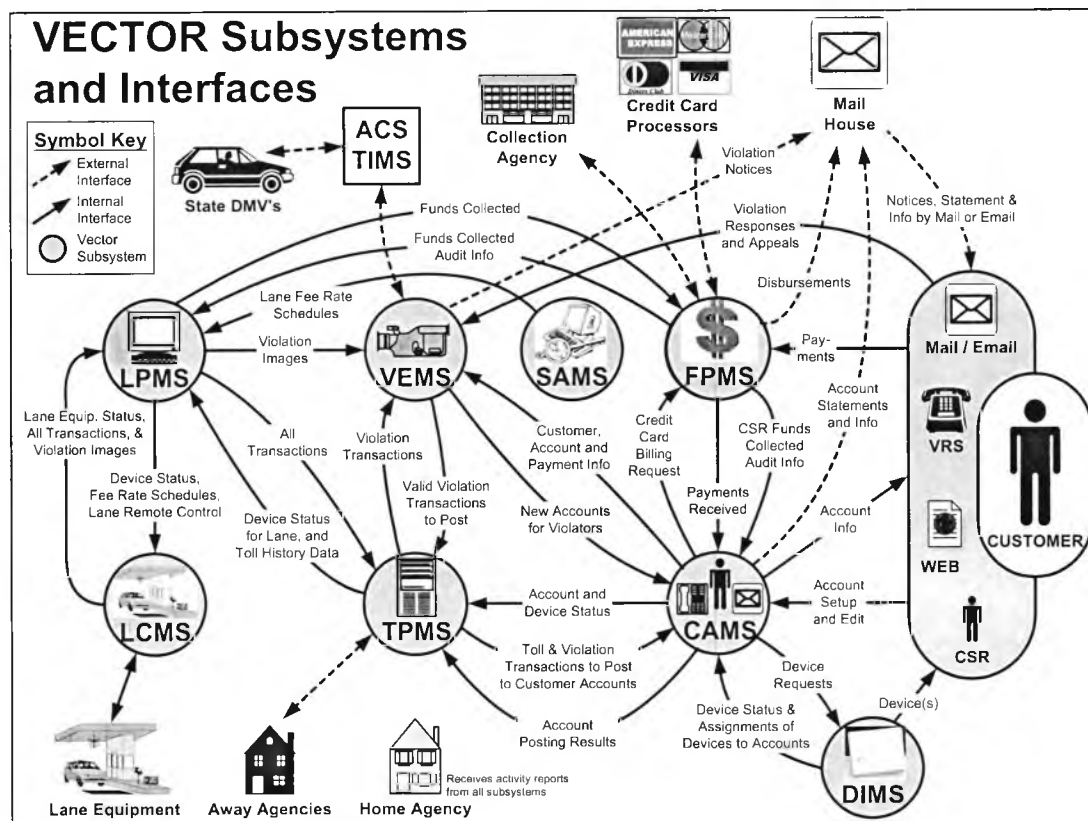 VECTOR Subsystems
and Interfaces
Symbol Key
External
Interface
Internal
Interface
Vector
Subsystem
State DMV's
ACS
TIMS
Collection
Agency
AMERICAN
EXPRESS
Diners Club
VISA
Credit Card
Processors
Mail
House
Violation
Notices
Notices, Statement &
Info by Mail or Email
Funds Collected
Funds Collected
Audit Info
Violation
Responses
and Appeals
Lane Fee Rate
Schedules
Disbursements
Violation
Images
LPMS
VEMS
SAMS
FPMS
Pay-
ments
Mail / Email
VRS
WEB
CSR
CUSTOMER
Lane Equip. Status,
All Transactions, &
Violation Images
All
Transactions
Violation
Transactions
Customer,
Account and
Payment Info
Credit
Card
Billing
Request
CSR Funds
Collected
Audit Info
Account
Statements
and Info
Device Status,
Fee Rate Schedules,
Lane Remote Control
Device Status
for Lane, and
Toll History Data
Valid Violation
Transactions
to Post
New Accounts
for Violators
Payments
Received
Account
Info
LCMS
TPMS
Account and
Device Status
CAMS
Account
Setup
and Edit
Toll & Violation
Transactions to Post
to Customer Accounts
Device
Requests
Account
Posting Results
Device Status &
Assignments of
Devices to Accounts
Device(s)
DIMS
Lane Equipment
Away Agencies
Home Agency
Receives activity reports
from all subsystems